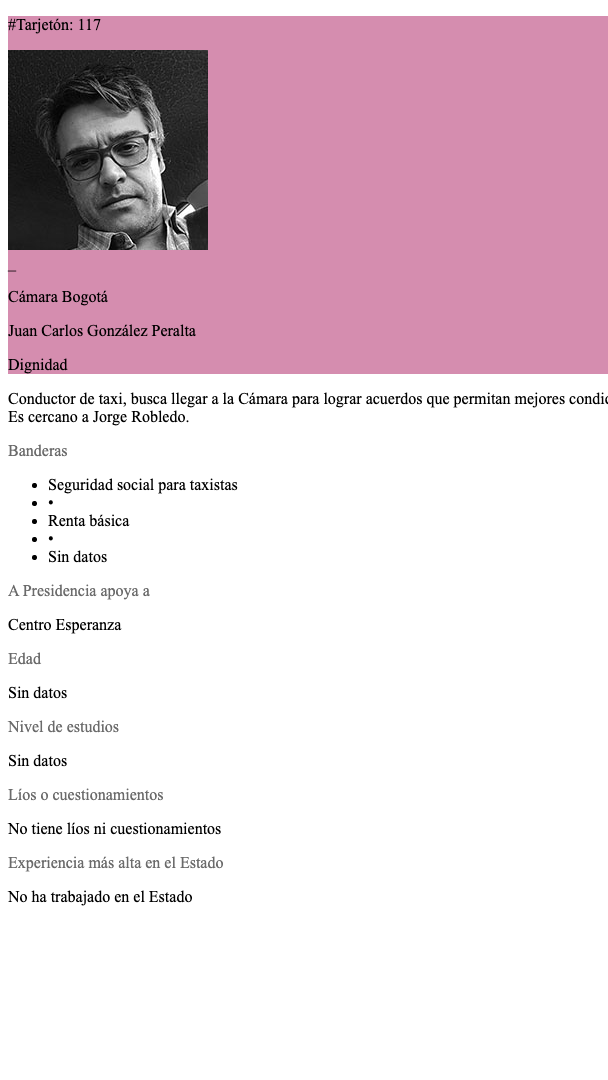 #Tarjetón: 117
_
Cámara Bogotá
Juan Carlos González Peralta
Dignidad
Conductor de taxi, busca llegar a la Cámara para lograr acuerdos que permitan mejores
Es cercano a Jorge Robledo.
Banderas
• Seguridad social para taxistas
• •
• Renta básica
• •
• Sin datos
A Presidencia apoya a
Centro Esperanza
Edad
Sin datos
Nivel de estudios
Sin datos
Líos o cuestionamientos
No tiene líos ni cuestionamientos
Experiencia más alta en el Estado
No ha trabajado en el Estado